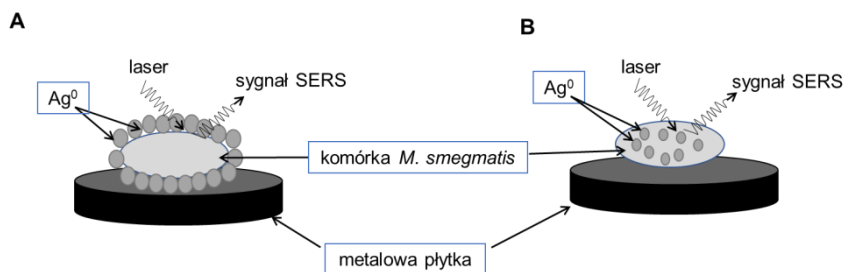 A
laser
sygnał SERS
Ag⁰
B
laser
sygnał SERS
Ag⁰
komórka M. smegmatis
metalowa płytka